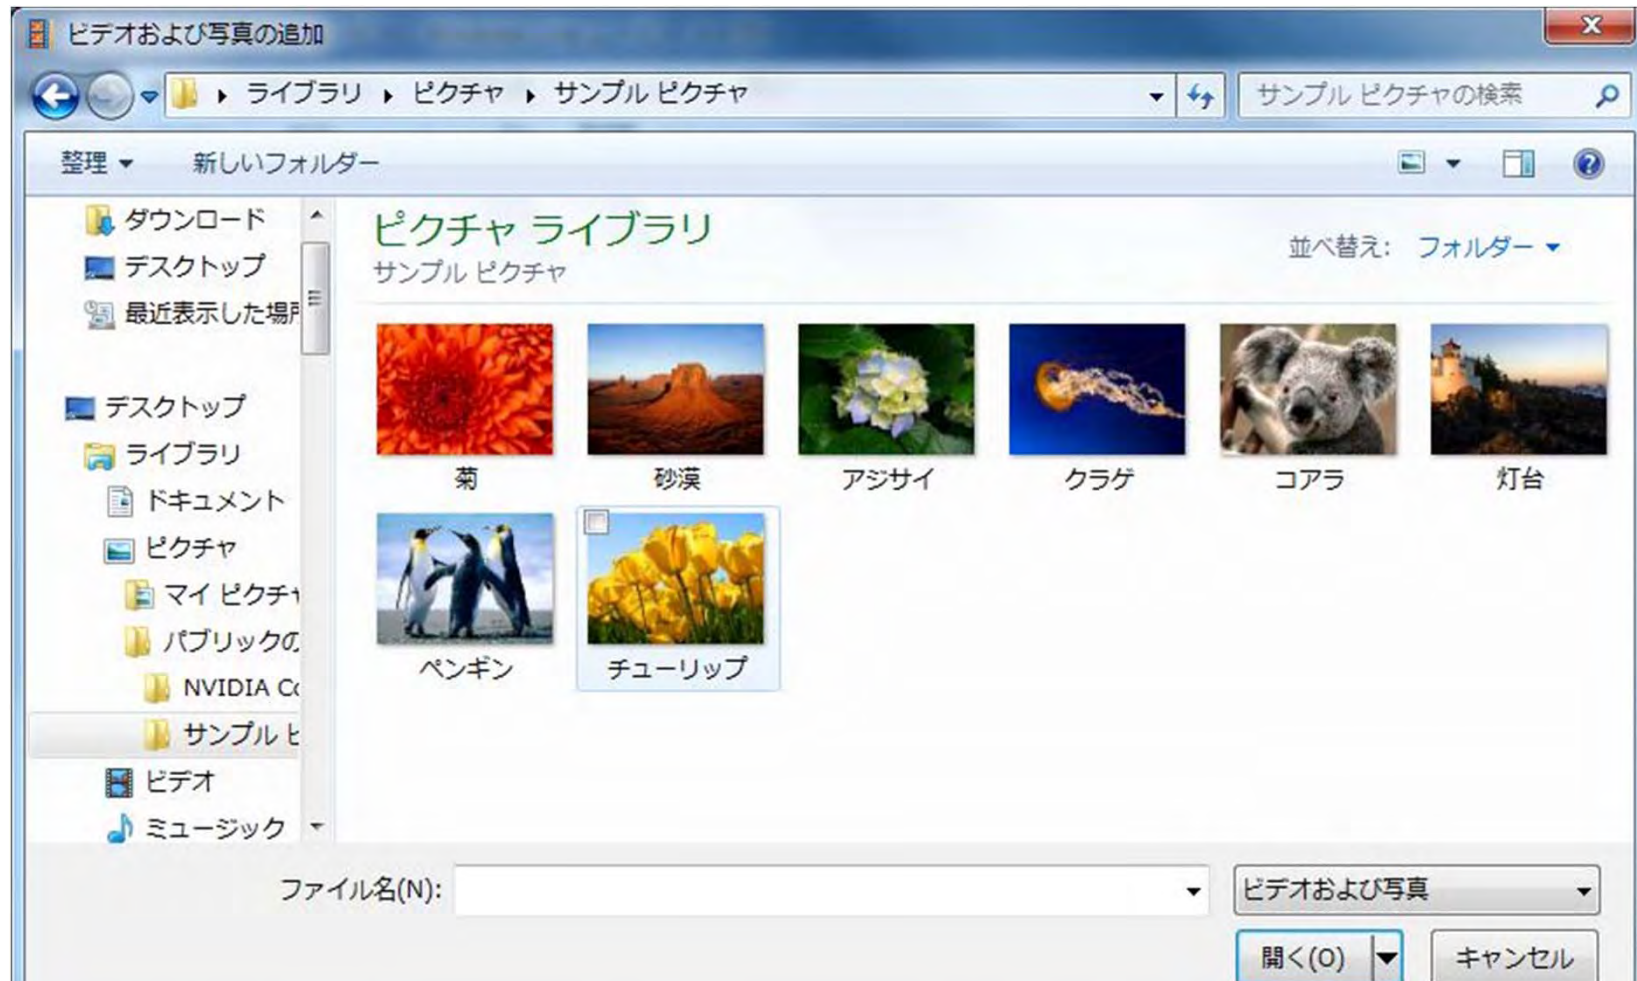 ビデオおよび写真の追加
ライブラリ ピクチャ サンプル ピクチャ
サンプル ピクチャの検索
整理 新しいフォルダー
ダウンロード
デスクトップ
最近表示した場所
デスクトップ
ライブラリ
ドキュメント
ピクチャ
マイ ピクチャ
パブリックの
NVIDIA Co
サンプル ピ
ビデオ
ミュージック
ピクチャ ライブラリ
サンプル ピクチャ
並べ替え: フォルダー
菊 砂漠 アジサイ クラゲ コアラ 灯台
ペンギン チューリップ
ファイル名(N):
ビデオおよび写真
開く(O) キャンセル